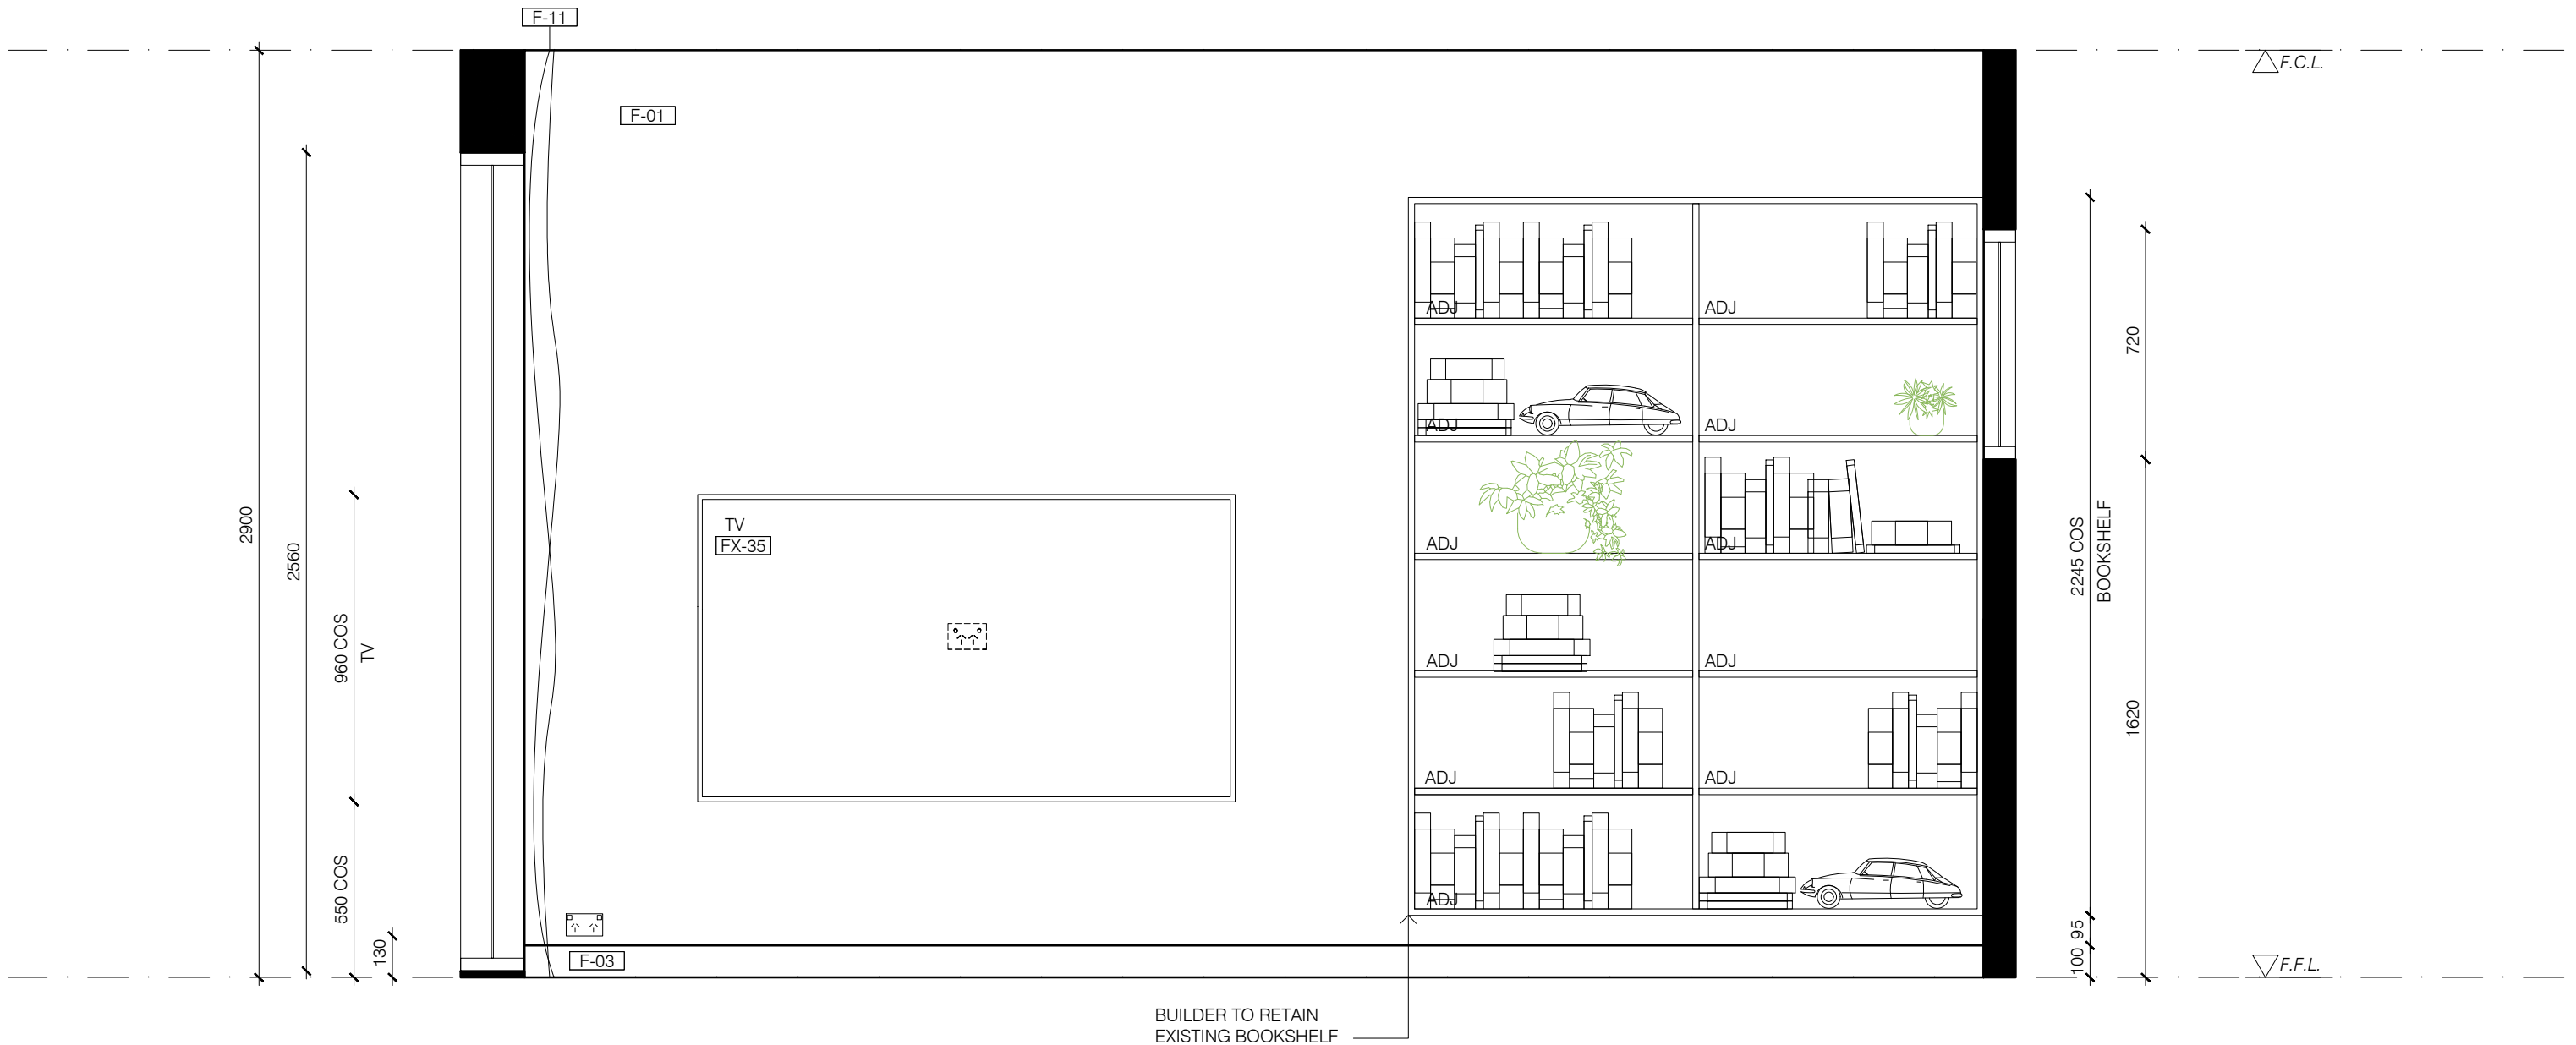 F-11
F.C.L.
F-01
ADJ
ADJ
720
ADJ
ADJ
2900
2560
960 COS
TV
TV
FX-35
ADJ
ADJ
2245 COS
BOOKSHELF
ADJ
ADJ
1620
ADJ
ADJ
550 COS
130
ADJ
95
100
F-03
F.F.L.
BUILDER TO RETAIN
EXISTING BOOKSHELF